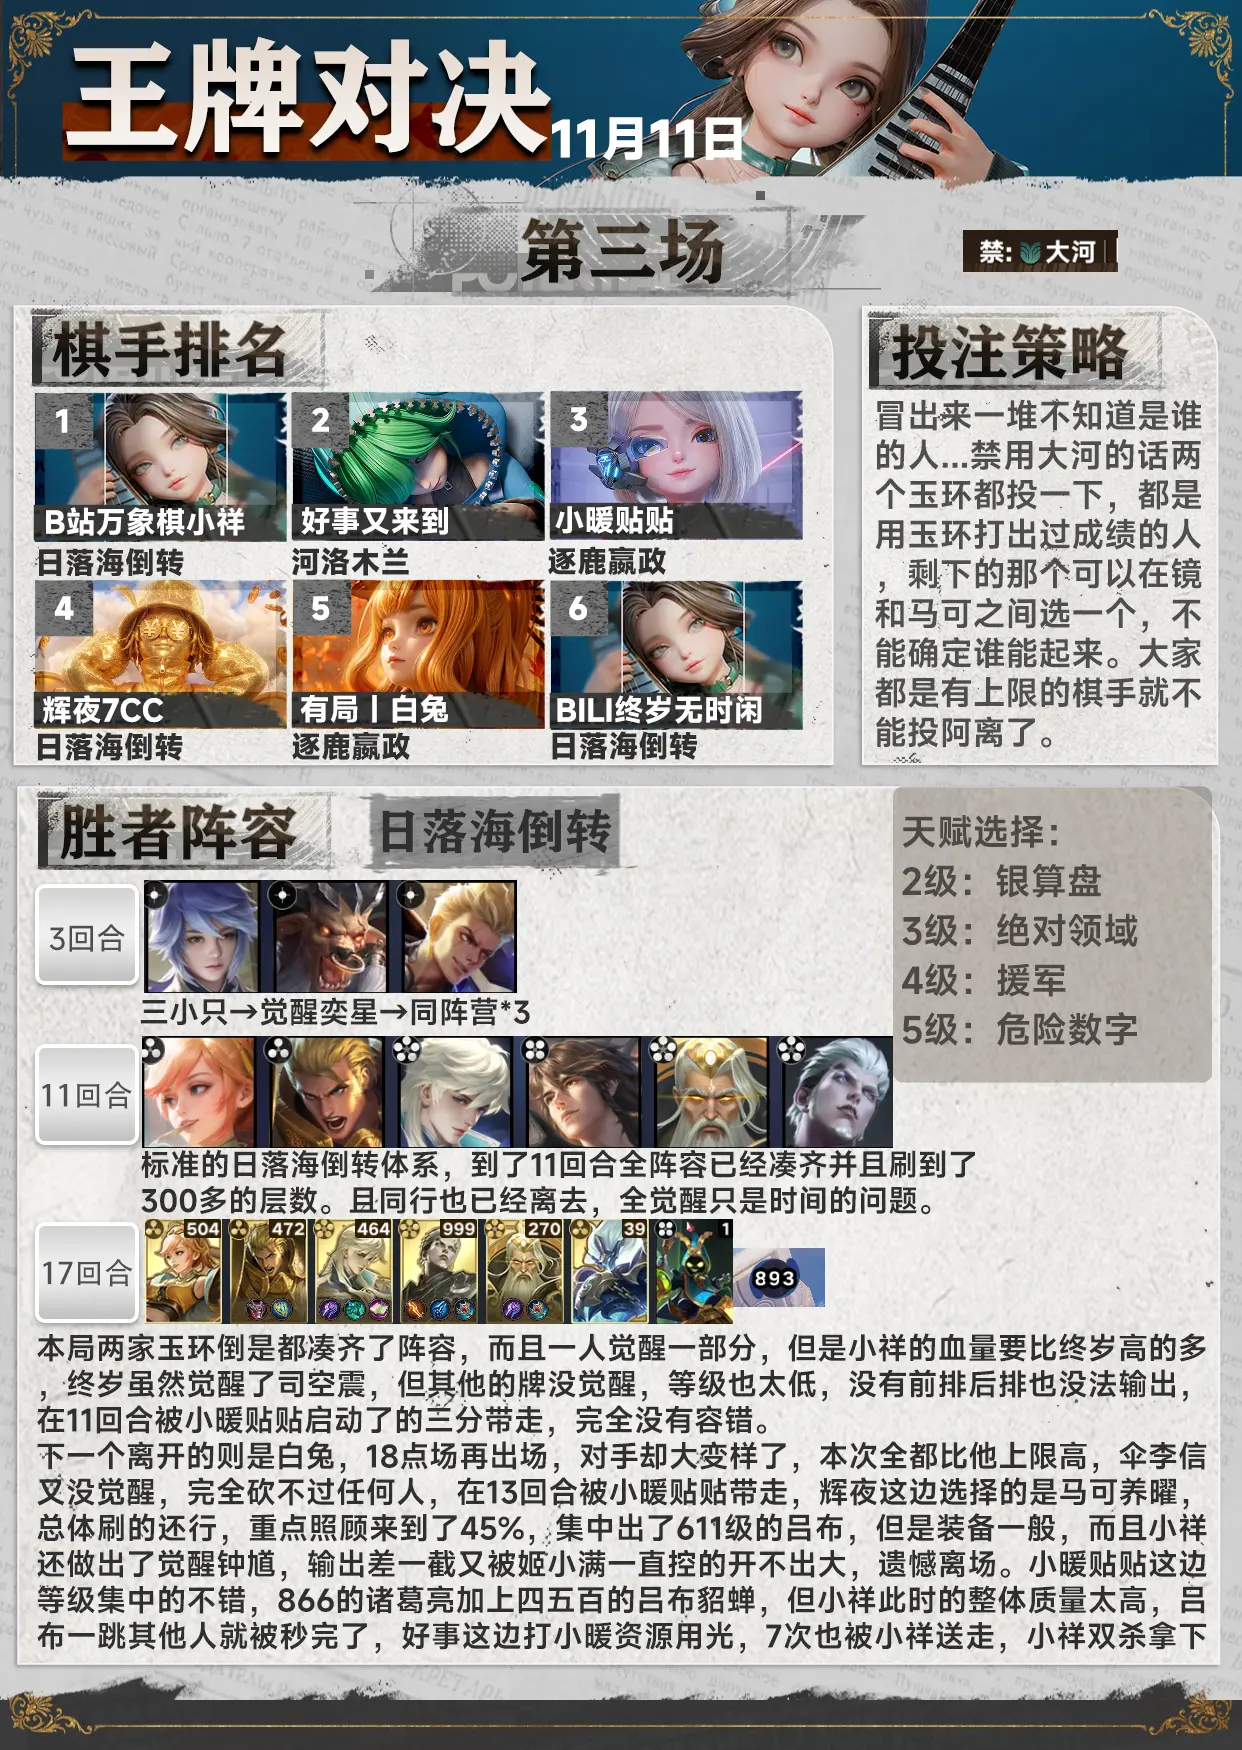 王牌对决
11月11日
第三场
禁: 大河
棋手排名
1
2
3
B站万象棋小祥
好事又来到
小暖贴贴
日落海倒转
河洛木兰
逐鹿嬴政
4
5
6
辉夜7CC
有局丨白兔
BILI终岁无时闲
日落海倒转
逐鹿嬴政
日落海倒转
投注策略
冒出来一堆不知道是谁
的人...禁用大河的话两
个玉环都投一下，都是
用玉环打出过成绩的人
，剩下的那个可以在镜
和马可之间选一个，不
能确定谁能起来。大家
都是有上限的棋手就不
能投阿离了。
胜者阵容
日落海倒转
天赋选择：
2级：银算盘
3级：绝对领域
4级：援军
5级：危险数字
3回合
三小只→觉醒奕星→同阵营*3
11回合
标准的日落海倒转体系，到了11回合全阵容已经凑齐并且刷到了
300多的层数。且同行也已经离去，全觉醒只是时间的问题。
17回合
504
472
464
999
270
39
1
893
本局两家玉环倒是都凑齐了阵容，而且一人觉醒一部分，但是小祥的血量要比终岁高的多
，终岁虽然觉醒了司空震，但其他的牌没觉醒，等级也太低，没有前排后排也没法输出，
在11回合被小暖贴贴启动了的三分带走，完全没有容错。
下一个离开的则是白兔，18点场再出场，对手却大变样了，本次全都比他上限高，伞李信
又没觉醒，完全砍不过任何人，在13回合被小暖贴贴带走，辉夜这边选择的是马可养曜，
总体刷的还行，重点照顾来到了45%，集中出了611级的吕布，但是装备一般，而且小祥
还做出了觉醒钟馗，输出差一截又被姬小满一直控的开不出大，遗憾离场。小暖贴贴这边
等级集中的不错，866的诸葛亮加上四五百的吕布貂蝉，但小祥此时的整体质量太高，吕
布一跳其他人就被秒完了，好事这边打小暖资源用光，7次也被小祥送走，小祥双杀拿下